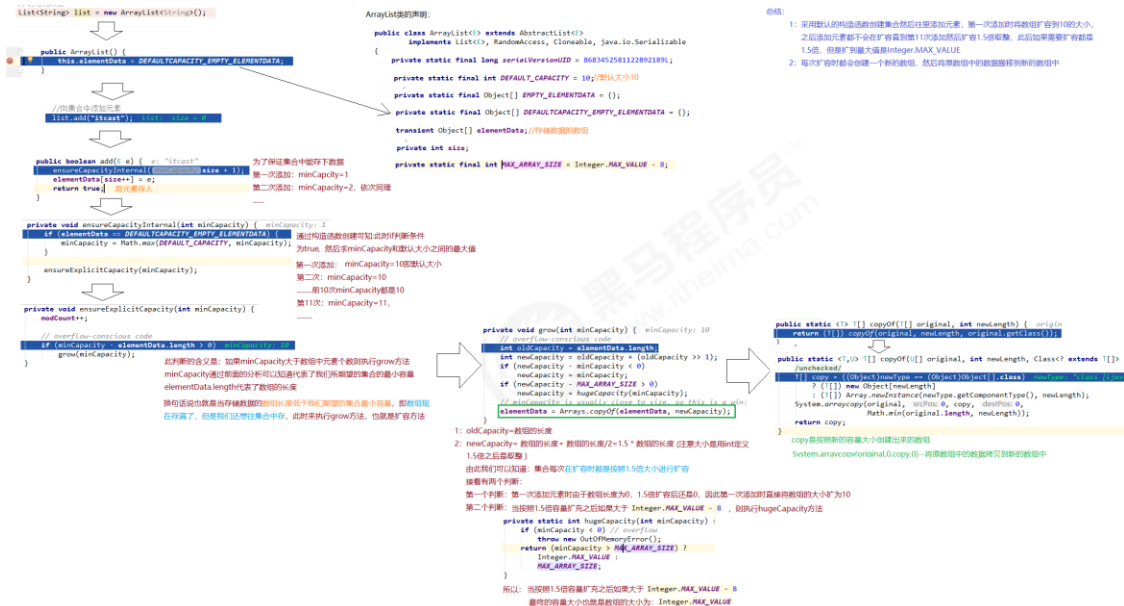 List<String> list = new ArrayList<String>();
public ArrayList() {
this.elementData = DEFAULTCAPACITY_EMPTY_ELEMENTDATA;
}
//向集合中添加元素
list.add("itcast"); list: size = 0
public boolean add(E e) { e: "itcast"
ensureCapacityInternal( size + 1);
elementData[size++] = e;
return true; 将元素存入
}
为了保证集合中能存下数据
第一次添加：minCapcity=1
第二次添加：minCapacity=2，依次同理
......
private void ensureCapacityInternal(int minCapacity) { minCapacity: 1
if (elementData == DEFAULTCAPACITY_EMPTY_ELEMENTDATA) {
minCapacity = Math.max(DEFAULT_CAPACITY, minCapacity);
}
ensureExplicitCapacity(minCapacity);
}
通过构造函数创建可知:此时if判断条件
为true，然后求minCapacity和默认大小之间的最大值
第一次添加： minCapacity=10即默认大小
第二次：minCapacity=10
........前10次minCapacity都是10
第11次：minCapacity=11，
........
private void ensureExplicitCapacity(int minCapacity) {
modCount++;
// overflow-conscious code
if (minCapacity - elementData.length > 0) minCapacity: 10
grow(minCapacity);
}
此判断的含义是：如果minCapacity大于数组中元素个数则执行grow方法
minCapacity通过前面的分析可以知道代表了我们所期望的集合的最小容量
elementData.length代表了数组的长度
换句话说也就是当存储数据的数组长度低于我们期望的集合最小容量，即数组现
在存满了，但是我们还想往集合中存，此时来执行grow方法，也就是扩容方法
ArrayList类的声明：
public class ArrayList<E> extends AbstractList<E>
implements List<E>, RandomAccess, Cloneable, java.io.Serializable
{
private static final long serialVersionUID = 8683452581122892189L;
private static final int DEFAULT_CAPACITY = 10;//默认大小10
private static final Object[] EMPTY_ELEMENTDATA = {};
private static final Object[] DEFAULTCAPACITY_EMPTY_ELEMENTDATA = {};
transient Object[] elementData;//存储数据的数组
private int size;
private static final int MAX_ARRAY_SIZE = Integer.MAX_VALUE - 8;
总结：
1：采用默认的构造函数创建集合然后往里添加元素，第一次添加时将数组扩容到10的大小，
之后添加元素都不会在扩容直到第11次添加然后扩容1.5倍取整，此后如果需要扩容都是
1.5倍，但是扩到最大值是Integer.MAX_VALUE
2：每次扩容时都会创建一个新的数组，然后将原数组中的数据搬移到新的数组中
private void grow(int minCapacity) { minCapacity: 10
// overflow-conscious code
int oldCapacity = elementData.length;
int newCapacity = oldCapacity + (oldCapacity >> 1);
if (newCapacity - minCapacity < 0)
newCapacity = minCapacity;
if (newCapacity - MAX_ARRAY_SIZE > 0)
newCapacity = hugeCapacity(minCapacity);
// minCapacity is usually close to size, so this is a win:
elementData = Arrays.copyOf(elementData, newCapacity);
1：oldCapacity=数组的长度
2：newCapacity= 数组的长度+ 数组的长度/2=1.5 * 数组的长度 (注意大小是用int定义
1.5倍之后是取整 )
由此我们可以知道：集合每次在扩容时都是按照1.5倍大小进行扩容
接着有两个判断：
第一个判断：第一次添加元素时由于数组长度为0，1.5倍扩容后还是0，因此第一次添加时直接将数组的大小扩为10
第二个判断：当按照1.5倍容量扩充之后如果大于 Integer.MAX_VALUE - 8 ，则执行hugeCapacity方法
private static int hugeCapacity(int minCapacity) {
if (minCapacity < 0) // overflow
throw new OutOfMemoryError();
return (minCapacity > MAX_ARRAY_SIZE) ?
Integer.MAX_VALUE :
MAX_ARRAY_SIZE;
}
所以：当按照1.5倍容量扩充之后如果大于 Integer.MAX_VALUE - 8
最终的容量大小也就是数组的大小为：Integer.MAX_VALUE
public static <T> T[] copyOf(T[] original, int newLength) { origin
return (T[]) copyOf(original, newLength, original.getClass());
}
public static <T,U> T[] copyOf(U[] original, int newLength, Class<? extends T[]>
/unchecked/
T[] copy = ((Object)newType == (Object)Object[].class) newType: "class [Ljav
? (T[]) new Object[newLength]
: (T[]) Array.newInstance(newType.getComponentType(), newLength);
System.arraycopy(original, srcPos: 0, copy, destPos: 0,
Math.min(original.length, newLength));
return copy;
}
copy是按照新的容量大小创建出来的数组
System.arraycopy(original,0,copy,0)--将原数组中的数据拷贝到新的数组中
黑马程序员™
www.itheima.com